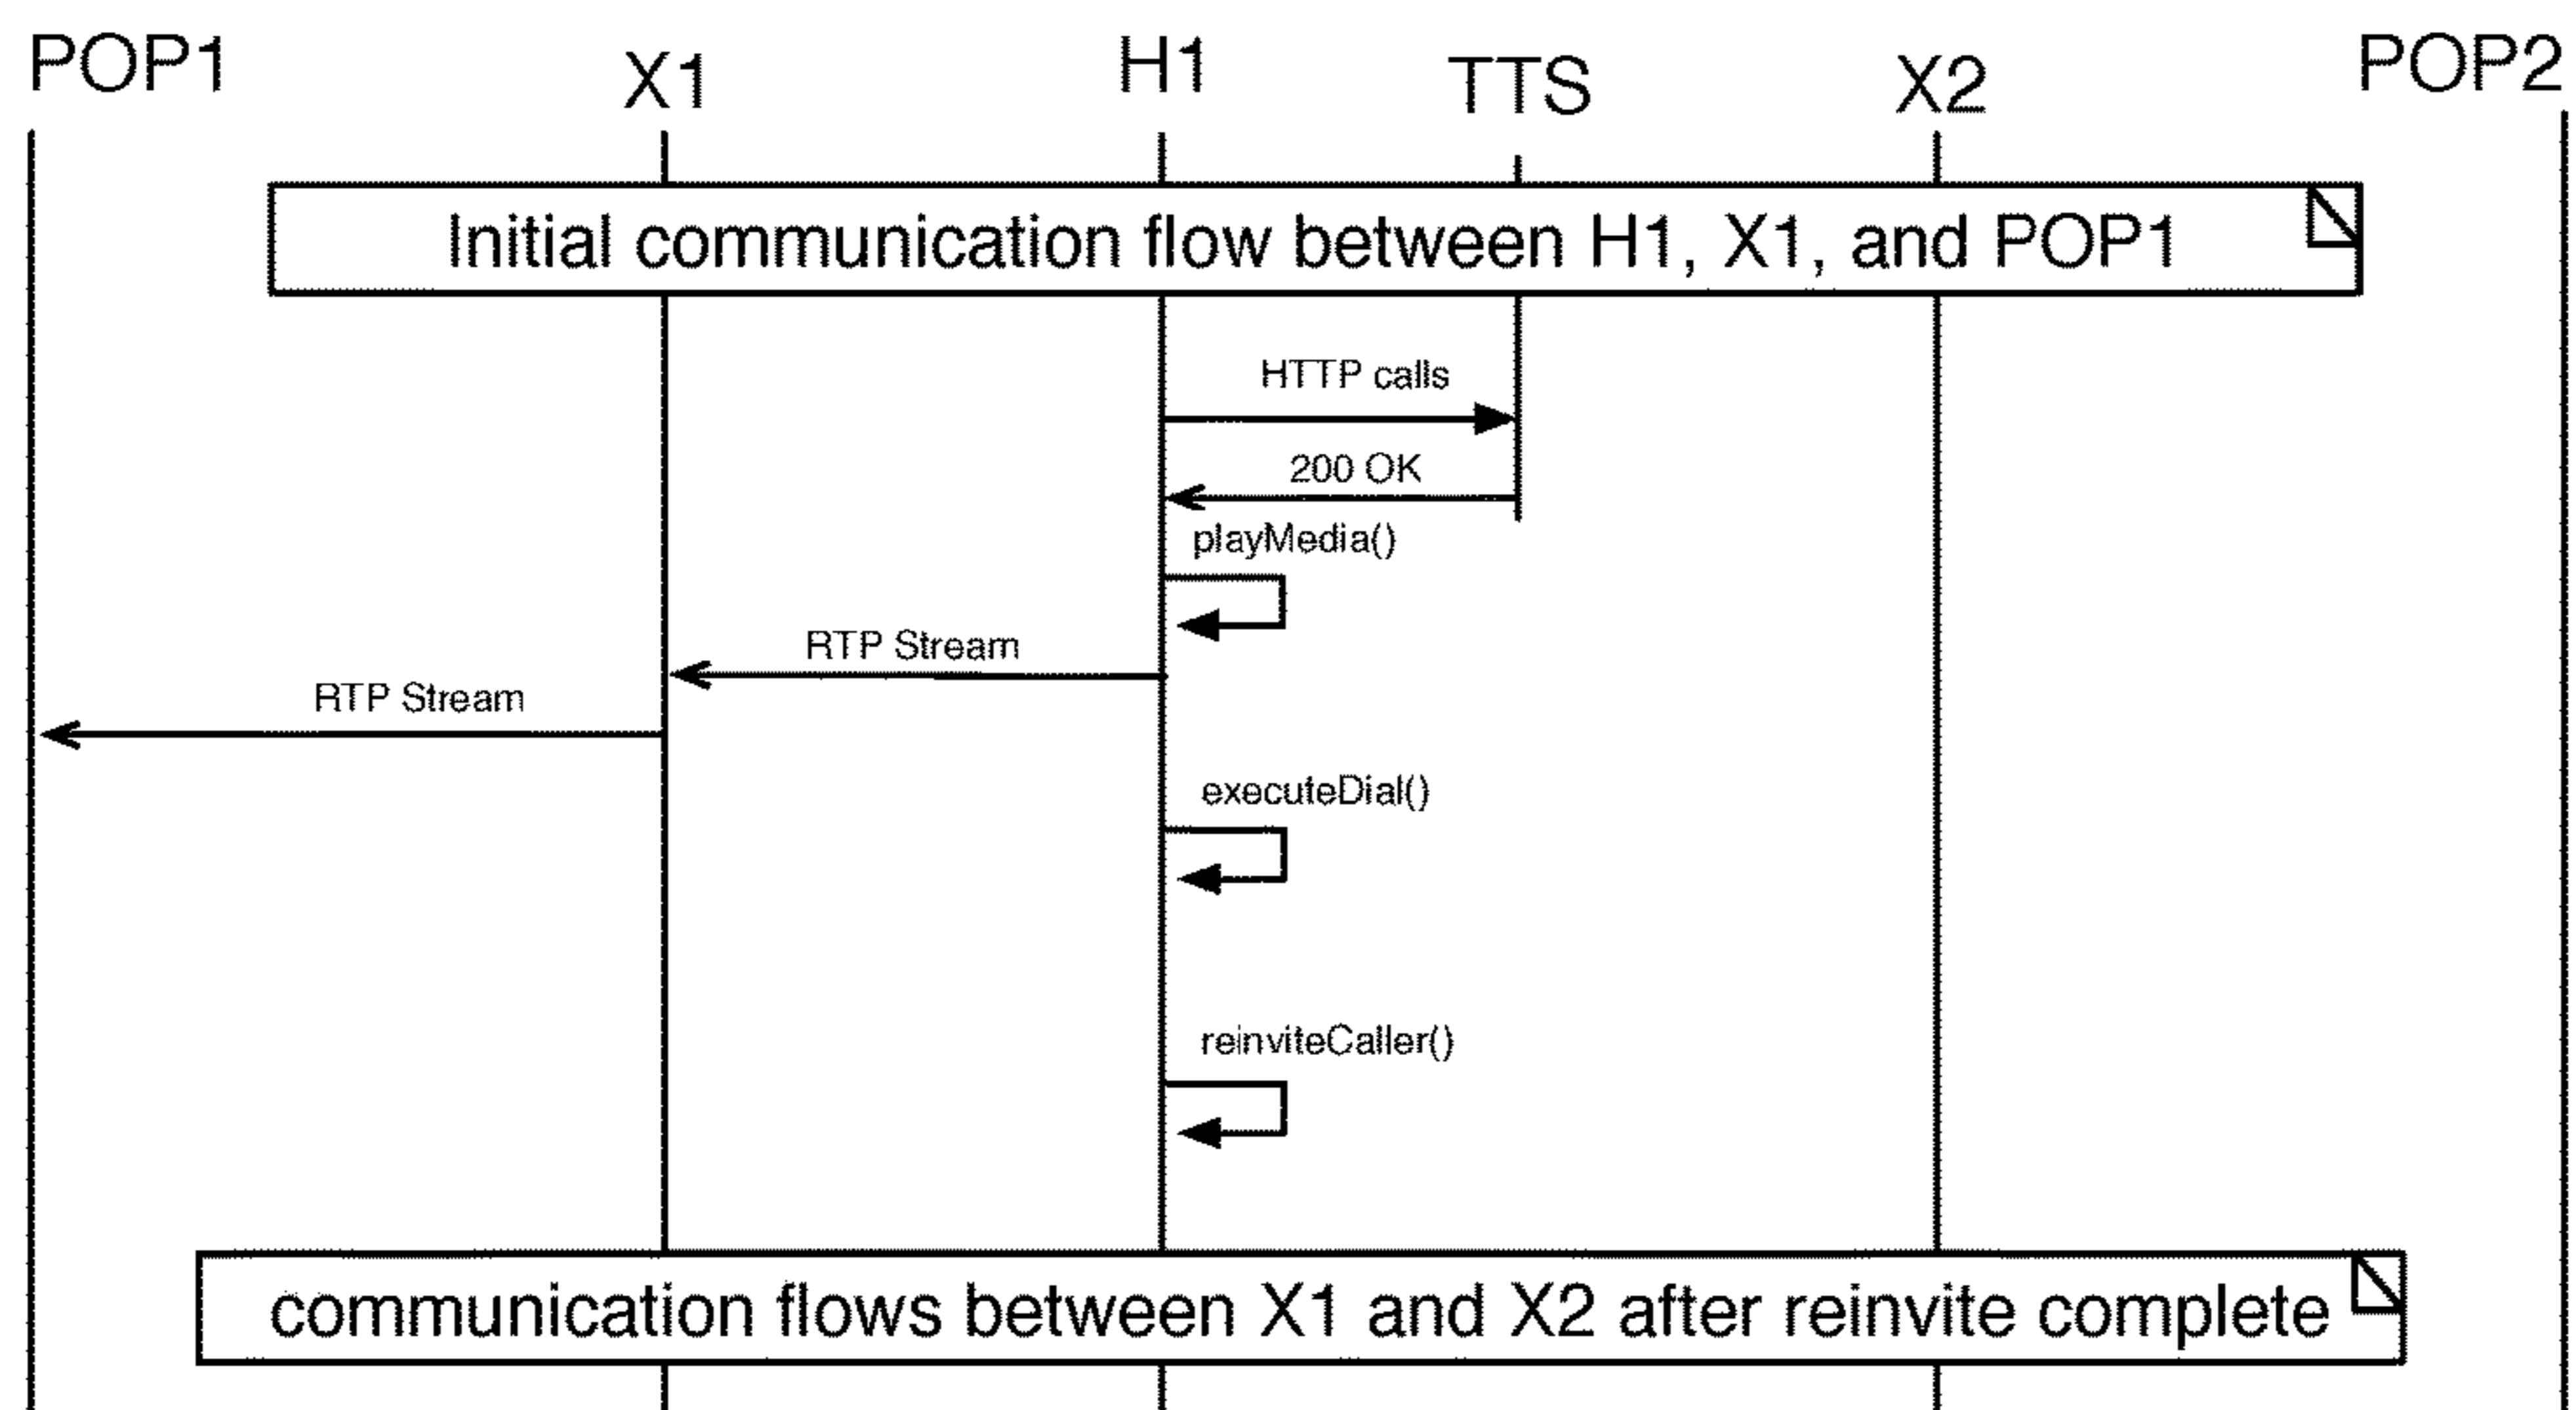 POP1
X1
H1
TTS
X2
POP2
Initial communication flow between H1, X1, and POP1
HTTP calls
200 OK
playMedia()
RTP Stream
RTP Stream
executeDial()
reinviteCaller()
communication flows between X1 and X2 after reinvite complete